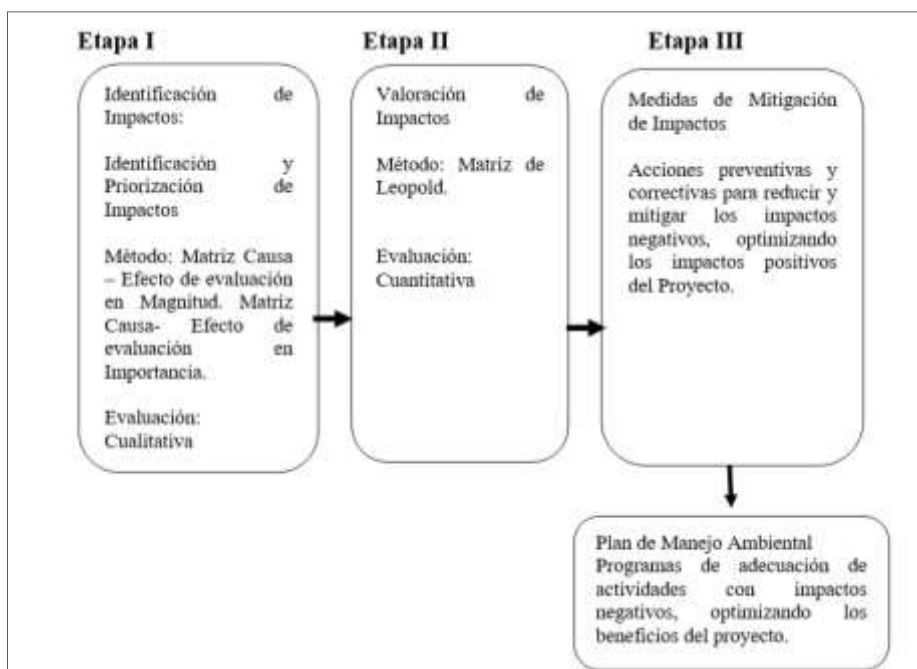 Etapa I
Identificación de
Impactos:
Identificación y
Priorización de
Impactos
Método: Matriz Causa
– Efecto de evaluación
en Magnitud. Matriz
Causa- Efecto de
evaluación en
Importancia.
Evaluación:
Cualitativa
Etapa II
Valoración de
Impactos
Método: Matriz de
Leopold.
Evaluación:
Cuantitativa
Etapa III
Medidas de Mitigación
de Impactos
Acciones preventivas y
correctivas para reducir y
mitigar los impactos
negativos, optimizando
los impactos positivos
del Proyecto.
Plan de Manejo Ambiental
Programas de adecuación de
actividades con impactos
negativos, optimizando los
beneficios del proyecto.